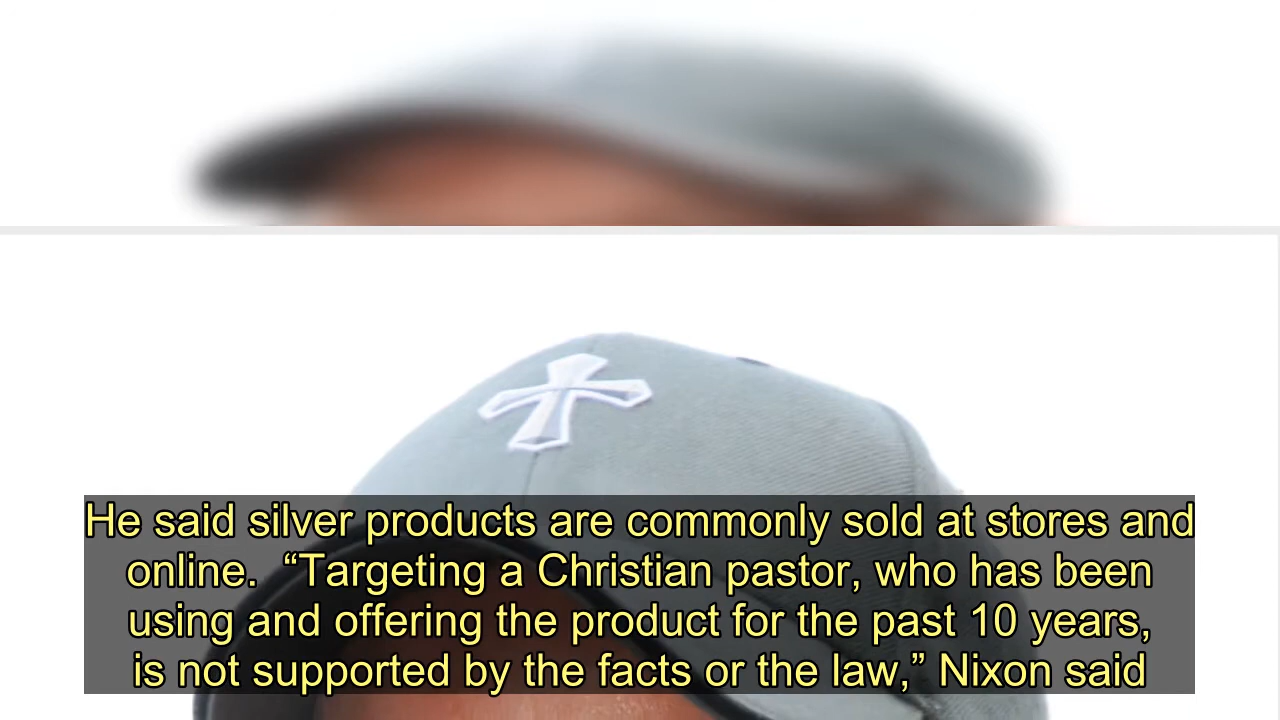 He said silver products are commonly sold at stores and
online.  “Targeting a Christian pastor, who has been
using and offering the product for the past 10 years,
is not supported by the facts or the law,” Nixon said